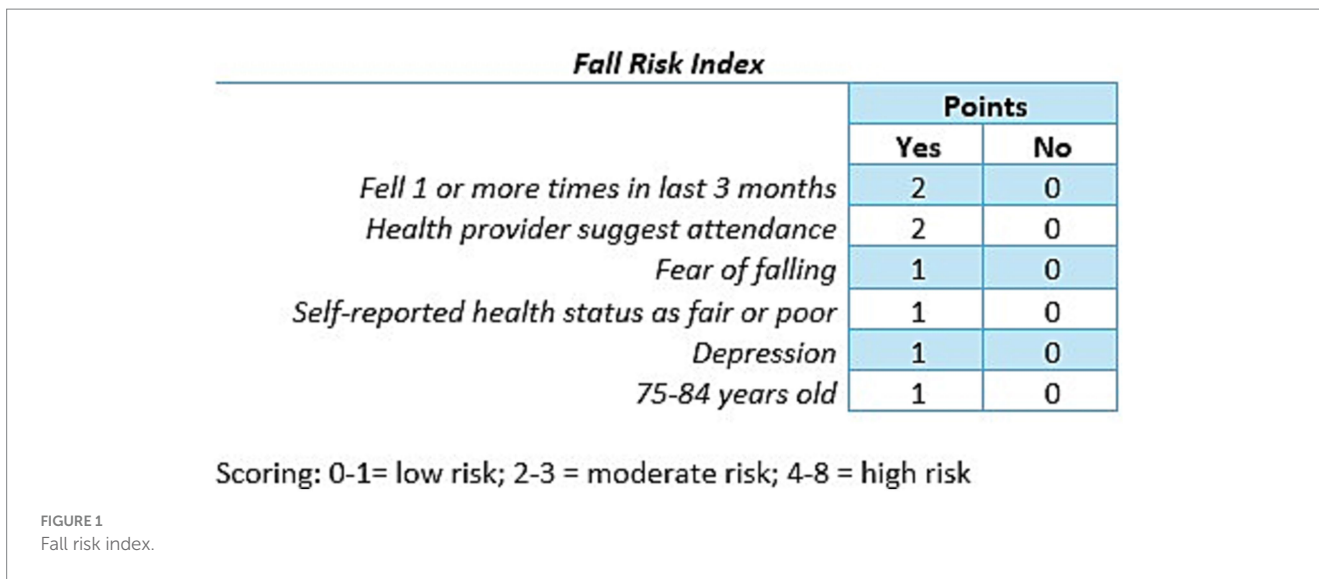 Fall Risk Index
Points
Yes No
Fell 1 or more times in last 3 months 2 0
Health provider suggest attendance 2 0
Fear of falling 1 0
Self-reported health status as fair or poor 1 0
Depression 1 0
75-84 years old 1 0
Scoring: 0-1= low risk; 2-3 = moderate risk; 4-8 = high risk
FIGURE 1
Fall risk index.